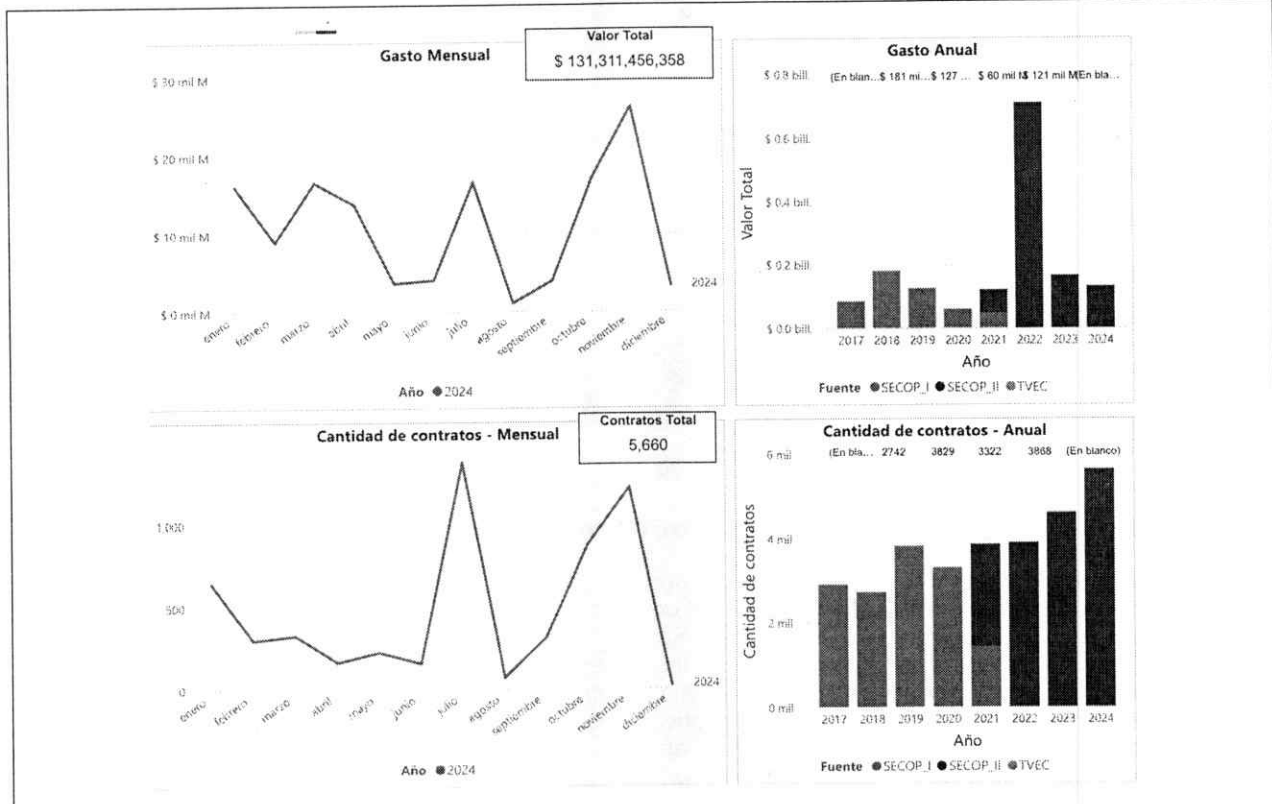 Gasto Mensual
Valor Total
$ 131,311,456,358
$ 30 mil M
$ 20 mil M
$ 10 mil M
$ 0 mil M
enero
febrero
marzo
abril
mayo
junio
julio
agosto
septiembre
octubre
noviembre
diciembre
2024
Año 2024
Gasto Anual
(En blan... $ 181 mi... $ 127 ... $ 60 mil M $ 121 mil M (En bla...
$ 0.8 bill.
$ 0.6 bill.
$ 0.4 bill.
$ 0.2 bill.
$ 0.0 bill.
Valor Total
2017 2018 2019 2020 2021 2022 2023 2024
Año
Fuente SECOP_I SECOP_II TVEC
Cantidad de contratos - Mensual
Contratos Total
5,660
1.000
500
0
enero
febrero
marzo
abril
mayo
junio
julio
agosto
septiembre
octubre
noviembre
diciembre
2024
Año 2024
Cantidad de contratos - Anual
(En bla... 2742 3829 3322 3868 (En blanco)
6 mil
4 mil
2 mil
0 mil
Cantidad de contratos
2017 2018 2019 2020 2021 2022 2023 2024
Año
Fuente SECOP_I SECOP_II TVEC